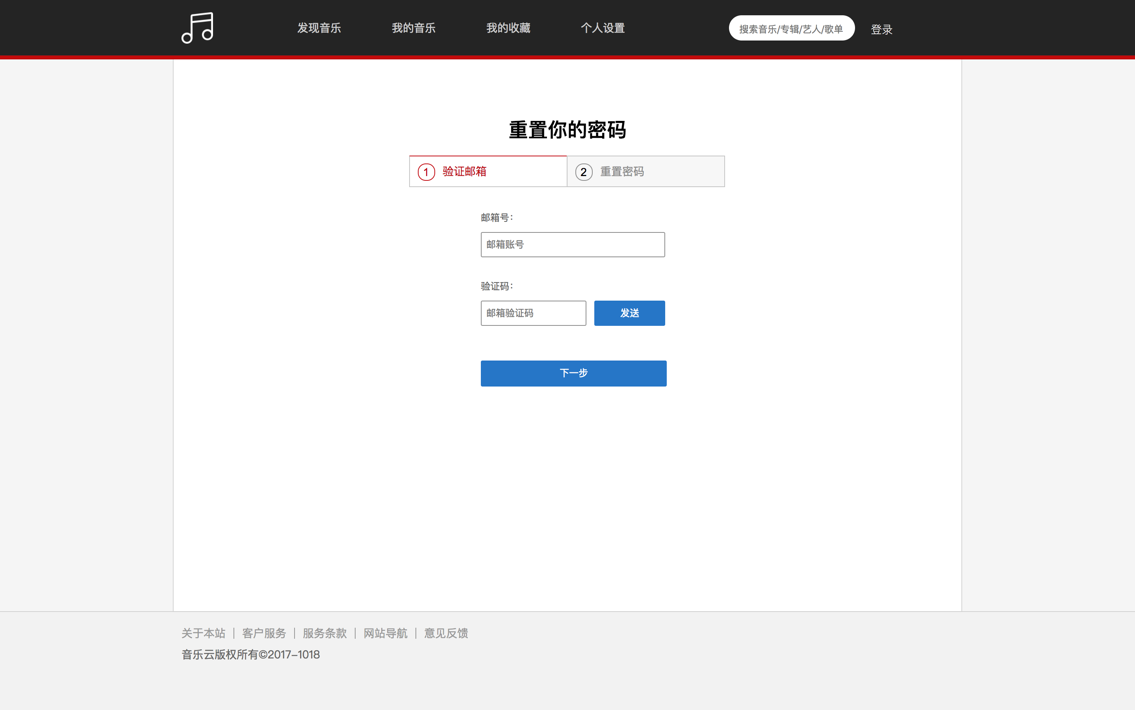 发现音乐 我的音乐 我的收藏 个人设置 搜索音乐/专辑/艺人/歌单 登录
重置你的密码
1 验证邮箱 2 重置密码
邮箱号：
邮箱账号
验证码：
邮箱验证码 发送
下一步
关于本站 | 客户服务 | 服务条款 | 网站导航 | 意见反馈
音乐云版权所有©2017-1018